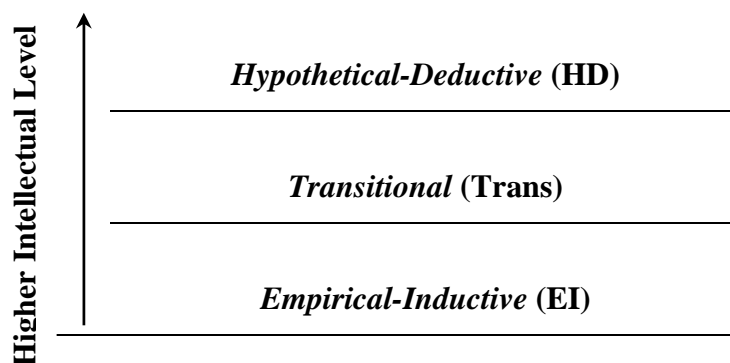 Higher Intellectual Level
Hypothetical-Deductive (HD)
Transitional (Trans)
Empirical-Inductive (EI)